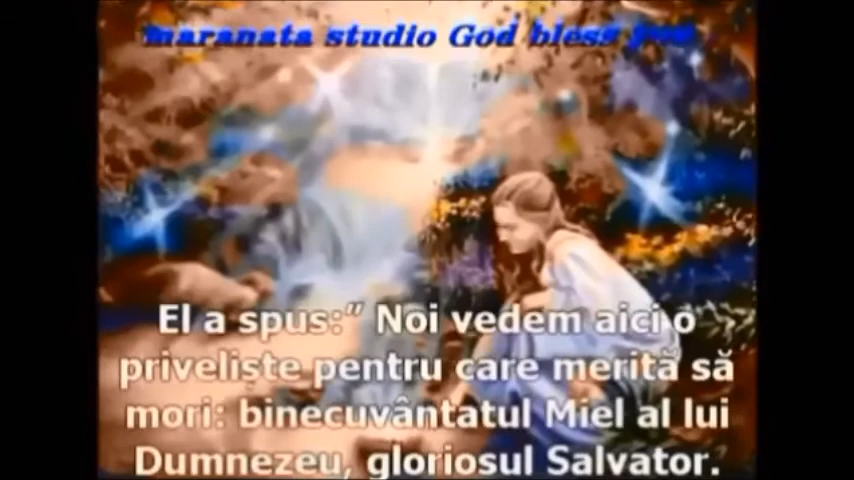 maranata studio God bless you
El a spus:” Noi vedem aici o
priveliste pentru care merită să
mori: binecuvântatul Miel al lui
Dumnezeu, gloriosul Salvator.